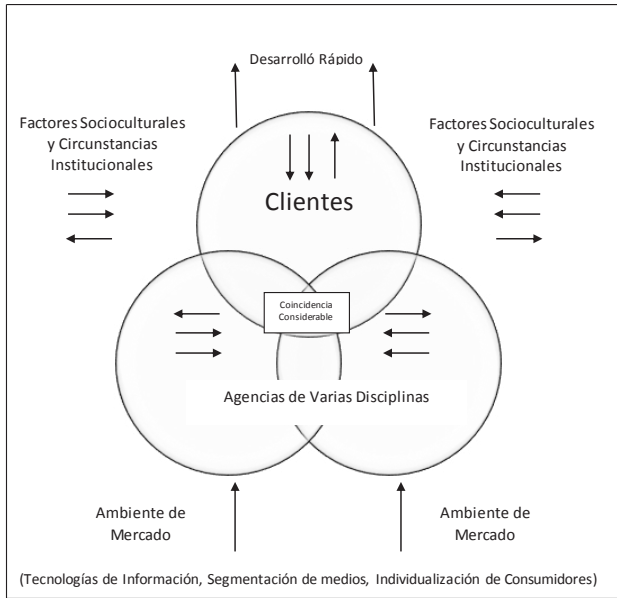 Desarrolló Rápido
Factores Socioculturales
y Circunstancias
Institucionales
Factores Socioculturales
y Circunstancias
Institucionales
Clientes
Coincidencia
Considerable
Agencias de Varias Disciplinas
Ambiente de
Mercado
Ambiente de
Mercado
(Tecnologías de Información, Segmentación de medios, Individualización de Consumidores)